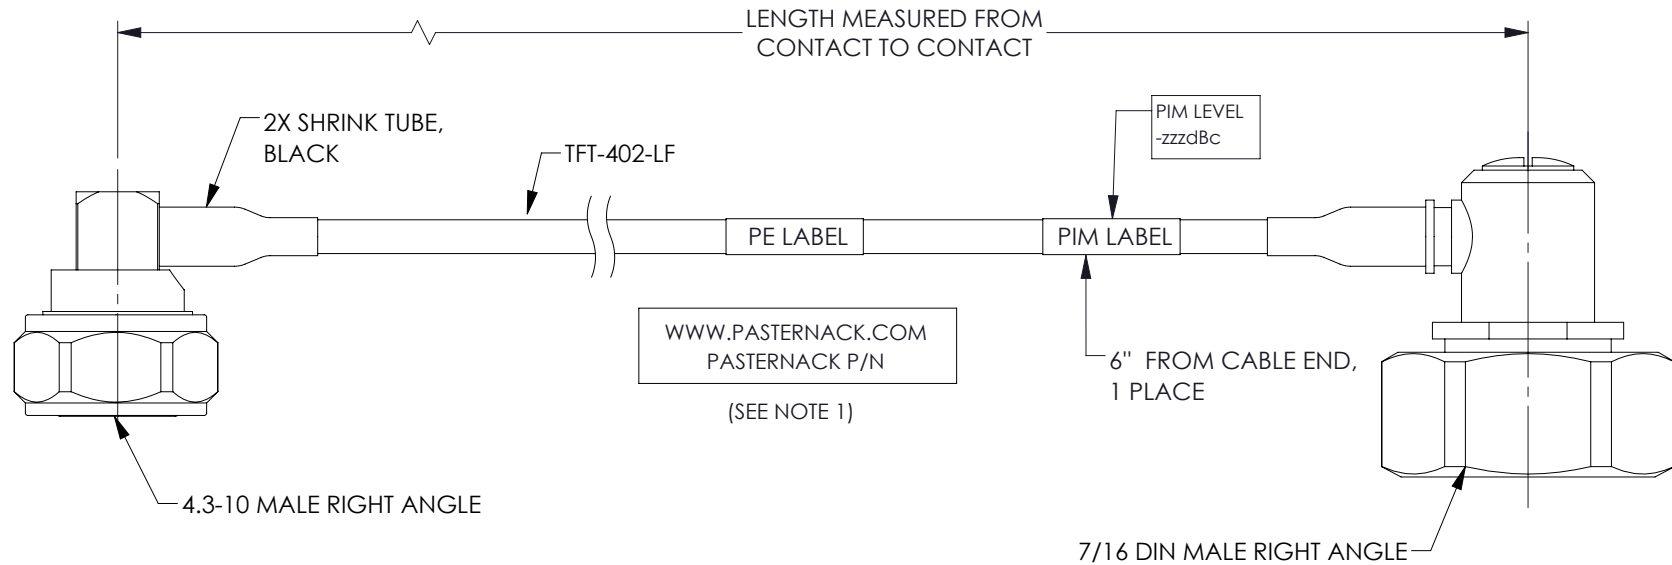 LENGTH MEASURED FROM
CONTACT TO CONTACT
2X SHRINK TUBE,
BLACK
TFT-402-LF
PIM LEVEL
-zzzdBc
PE LABEL
PIM LABEL
WWW.PASTERNACK.COM
PASTERNACK P/N
(SEE NOTE 1)
6" FROM CABLE END,
1 PLACE
4.3-10 MALE RIGHT ANGLE
7/16 DIN MALE RIGHT ANGLE